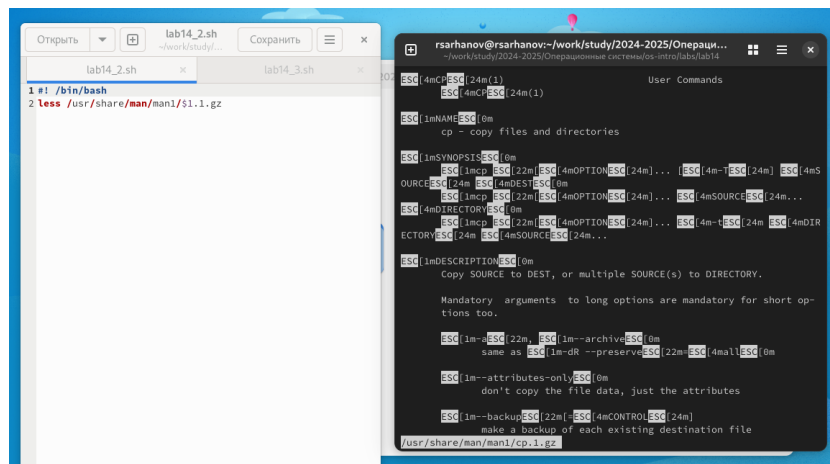 Открыть
lab14_2.sh
~/work/study/...
Сохранить
lab14_2.sh
lab14_3.sh
1 #! /bin/bash
2 less /usr/share/man/man1/$1.1.gz
rsarhanov@rsarhanov:~/work/study/2024-2025/Операци...
~/work/study/2024-2025/Операционные системы/os-intro/labs/lab14
ESC[4mCPESC[24m(1) User Commands
ESC[4mCPESC[24m(1)
ESC[1mNAMEESC[0m
cp - copy files and directories
ESC[1mSYNOPSISESC[0m
ESC[1mcp ESC[22m[ESC[4mOPTIONESC[24m]... [ESC[4m-TESC[24m] ESC[4mS
OURCEESC[24m ESC[4mDESTESC[0m
ESC[1mcp ESC[22m[ESC[4mOPTIONESC[24m]... ESC[4mSOURCEESC[24m...
ESC[4mDIRECTORYESC[0m
ESC[1mcp ESC[22m[ESC[4mOPTIONESC[24m]... ESC[4m-tESC[24m ESC[4mDIR
ECTORYESC[24m ESC[4mSOURCEESC[24m...
ESC[1mDESCRIPTIONESC[0m
Copy SOURCE to DEST, or multiple SOURCE(s) to DIRECTORY.
Mandatory arguments to long options are mandatory for short op-
tions too.
ESC[1m-aESC[22m, ESC[1m--archiveESC[0m
same as ESC[1m-dR --preserveESC[22m=ESC[4mallESC[0m
ESC[1m--attributes-onlyESC[0m
don't copy the file data, just the attributes
ESC[1m--backupESC[22m[=ESC[4mCONTROLESC[24m]
make a backup of each existing destination file
/usr/share/man/man1/cp.1.gz